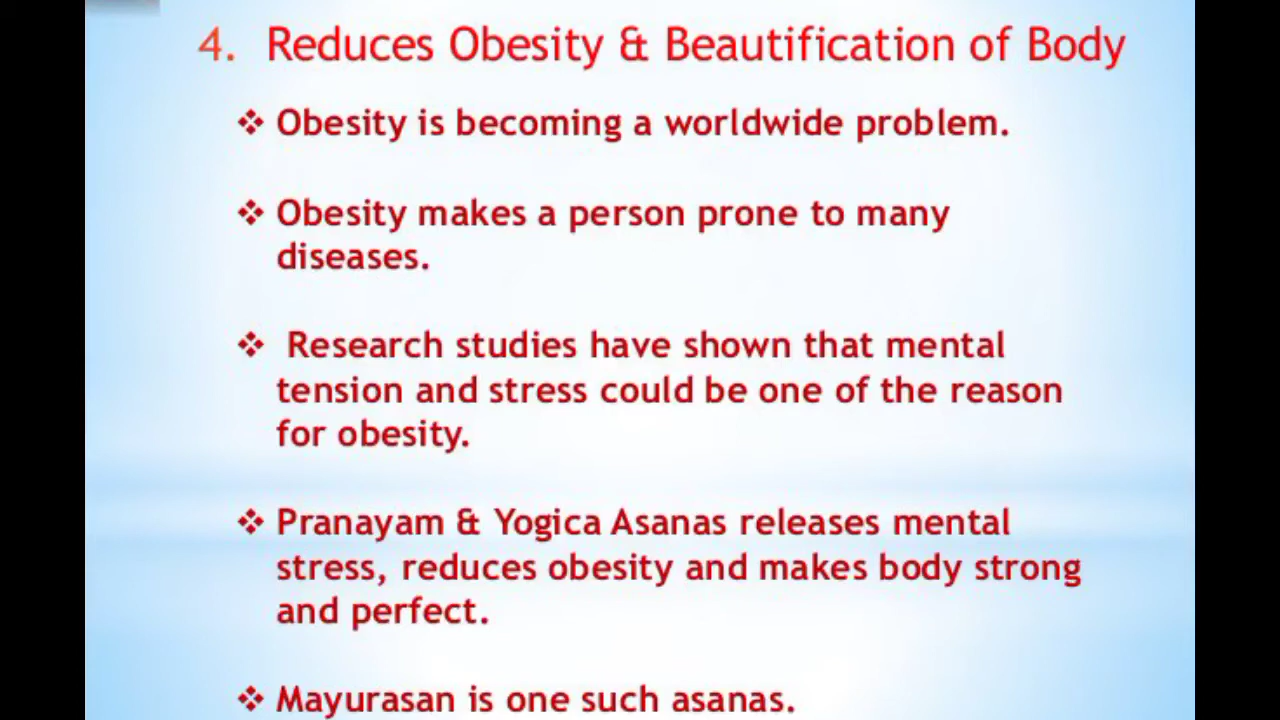 4. Reduces Obesity & Beautification of Body
❖ Obesity is becoming a worldwide problem.
❖ Obesity makes a person prone to many
diseases.
❖ Research studies have shown that mental
tension and stress could be one of the reason
for obesity.
❖ Pranayam & Yogica Asanas releases mental
stress, reduces obesity and makes body strong
and perfect.
❖ Mayurasan is one such asanas.